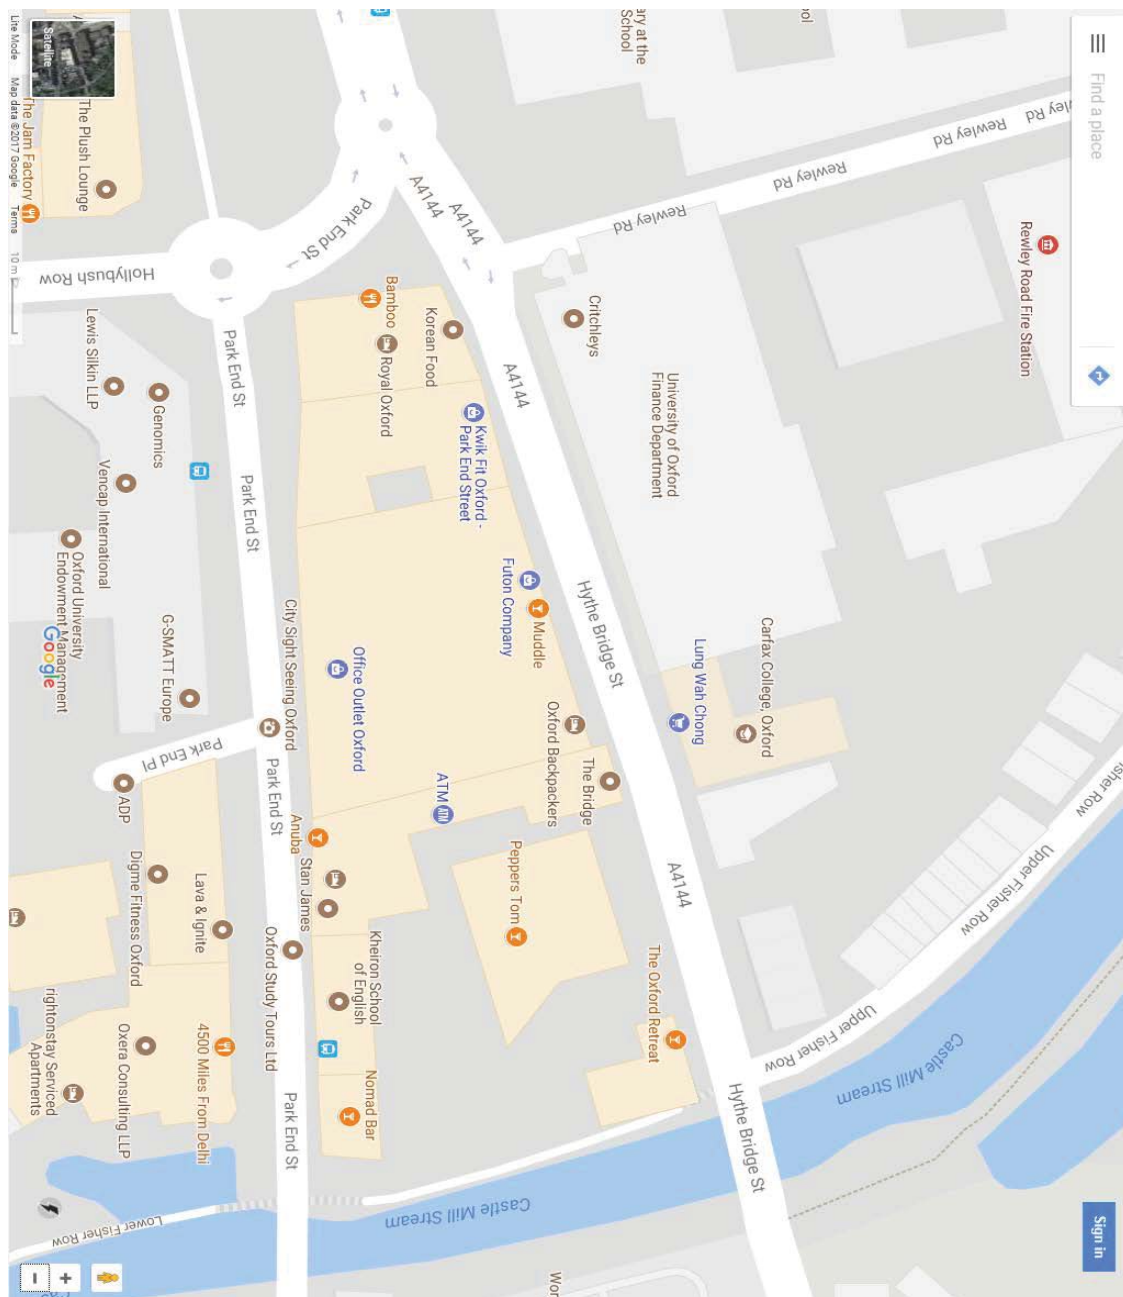 Find a place
Sign in
Rewley Road Fire Station
Rewley Rd
Rewley Rd
Rewley Rd
Rewley Rd
Fisher Row
Upper Fisher Row
Upper Fisher Row
Upper Fisher Row
Castle Mill Stream
ary at the
School
Critchleys
University of Oxford
Finance Department
Carfax College, Oxford
Lung Wah Chong
A4144
A4144
A4144
Hythe Bridge St
A4144
Hythe Bridge St
The Oxford Retreat
Korean Food
Kwik Fit Oxford -
Park End Street
Futon Company
Muddle
Oxford Backpackers
The Bridge
Peppers Tom
Castle Mill Stream
Bamboo
Royal Oxford
ATM
Office Outlet Oxford
Park End St
City Sight Seeing Oxford
Anuba
Stan James
Kheiron School
of English
Nomad Bar
Oxford Study Tours Ltd
Park End St
Park End St
Park End St
Park End St
Hollybush Row
Park End Pl
Genomics
Lewis Silkin LLP
Vencap International
G-SMATT Europe
Oxford University
Endowment Management
ADP
Lava & Ignite
Digme Fitness Oxford
4500 Miles From Delhi
Oxera Consulting LLP
rightonstay Serviced
Apartments
Lower Fisher Row
The Plush Lounge
The Jam Factory
Satellite
Google
Lite Mode Map data ©2017 Google Terms 10 m